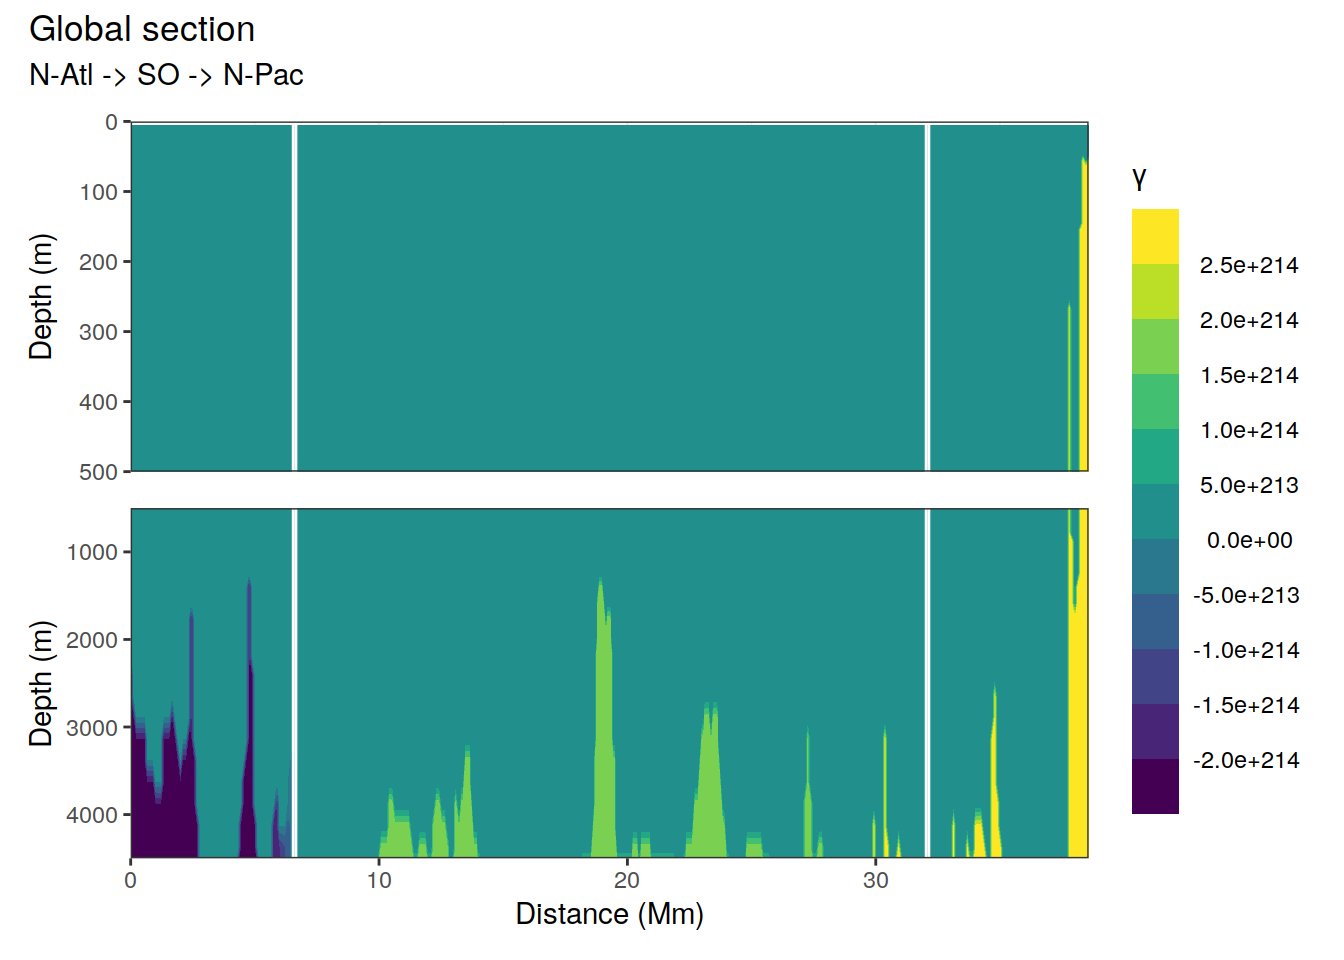 Global section
N-Atl -> SO -> N-Pac
0
100
200
300
400
500
Depth (m)
1000
2000
3000
4000
Depth (m)
0 10 20 30
Distance (Mm)
γ
2.5e+214
2.0e+214
1.5e+214
1.0e+214
5.0e+213
0.0e+00
-5.0e+213
-1.0e+214
-1.5e+214
-2.0e+214